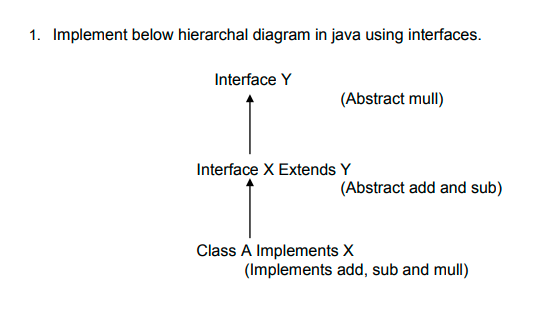 1. Implement below hierarchal diagram in java using interfaces.
Interface Y
(Abstract mull)
Interface X Extends Y
(Abstract add and sub)
Class A Implements X
(Implements add, sub and mull)